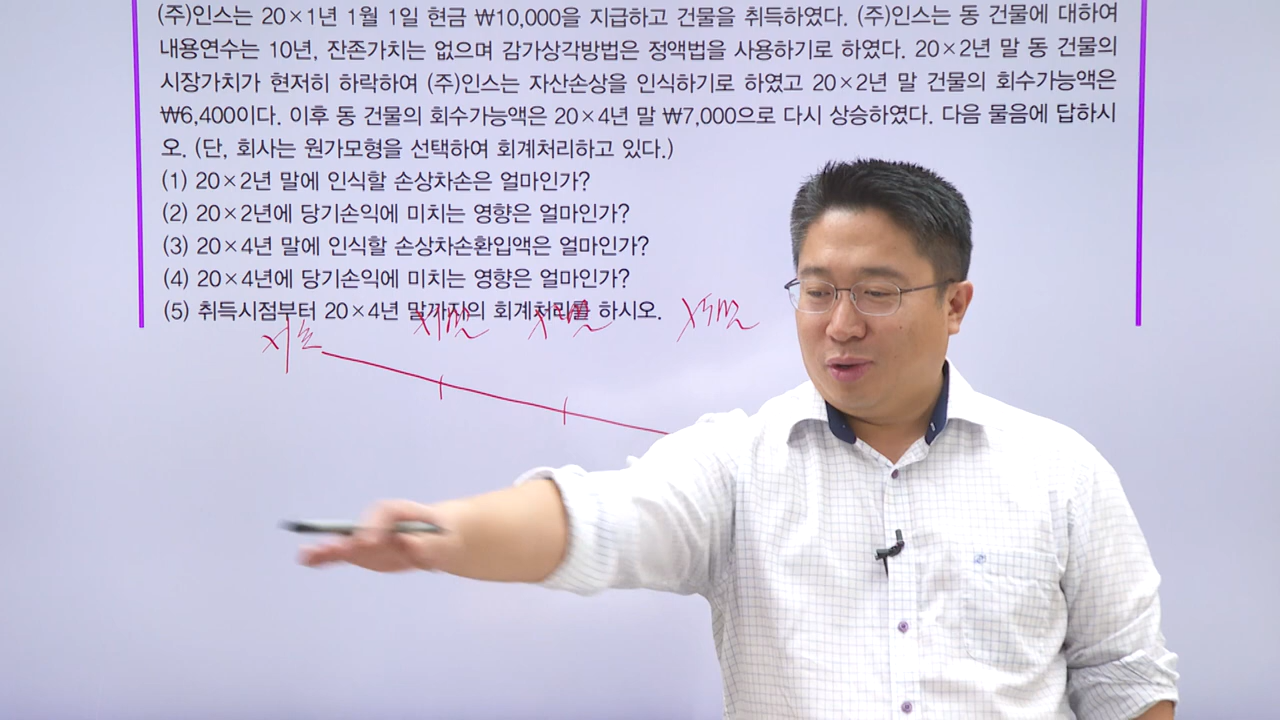 (주)인스는 20×1년 1월 1일 현금 ₩10,000을 지급하고 건물을 취득하였다. (주)인스는 동 건물에 대하여
내용연수는 10년, 잔존가치는 없으며 감가상각방법은 정액법을 사용하기로 하였다. 20×2년 말 동 건물의
시장가치가 현저히 하락하여 (주)인스는 자산손상을 인식하기로 하였고 20×2년 말 건물의 회수가능액은
₩6,400이다. 이후 동 건물의 회수가능액은 20×4년 말 ₩7,000으로 다시 상승하였다. 다음 물음에 답하시
오. (단, 회사는 원가모형을 선택하여 회계처리하고 있다.)
(1) 20×2년 말에 인식할 손상차손은 얼마인가?
(2) 20×2년에 당기손익에 미치는 영향은 얼마인가?
(3) 20×4년 말에 인식할 손상차손환입액은 얼마인가?
(4) 20×4년에 당기손익에 미치는 영향은 얼마인가?
(5) 취득시점부터 20×4년 말까지의 회계처리를 하시오.